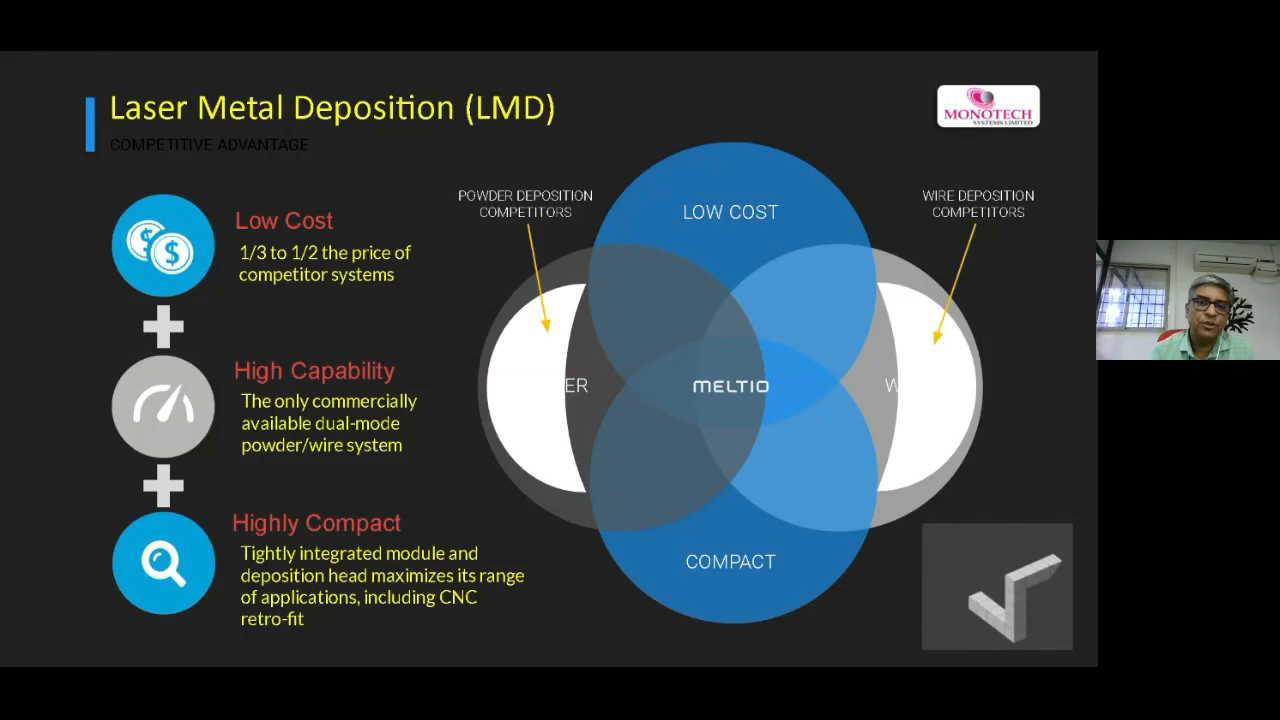 Laser Metal Deposition (LMD)
COMPETITIVE ADVANTAGE
MONOTECH
SYSTEMS LIMITED
Low Cost
1/3 to 1/2 the price of
competitor systems
High Capability
The only commercially
available dual-mode
powder/wire system
Highly Compact
Tightly integrated module and
deposition head maximizes its range
of applications, including CNC
retro-fit
POWDER DEPOSITION
COMPETITORS
LOW COST
WIRE DEPOSITION
COMPETITORS
ER
MELTIO
W
COMPACT